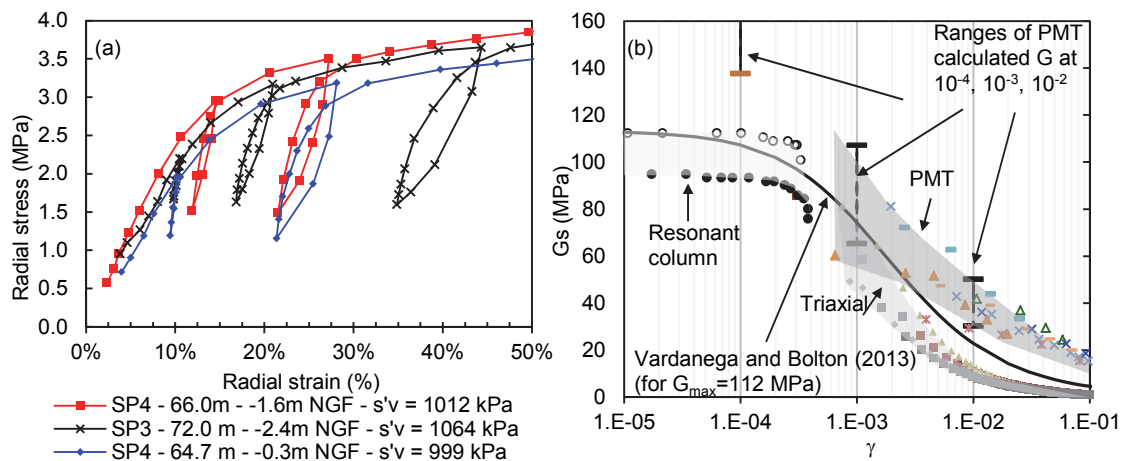 (a)
Radial stress (MPa)
4.0
3.5
3.0
2.5
2.0
1.5
1.0
0.5
0.0
0%
10%
20%
30%
40%
50%
Radial strain (%)
SP4 - 66.0m - -1.6m NGF - s'v = 1012 kPa
SP3 - 72.0 m - -2.4m NGF - s'v = 1064 kPa
SP4 - 64.7 m - -0.3m NGF - s'v = 999 kPa
(b)
Gs (MPa)
160
140
120
100
80
60
40
20
0
1.E-05
1.E-04
1.E-03
1.E-02
1.E-01
γ
Ranges of PMT
calculated G at
10-4, 10-3, 10-2
PMT
Resonant
column
Triaxial
Vardanega and Bolton (2013)
(for Gmax=112 MPa)